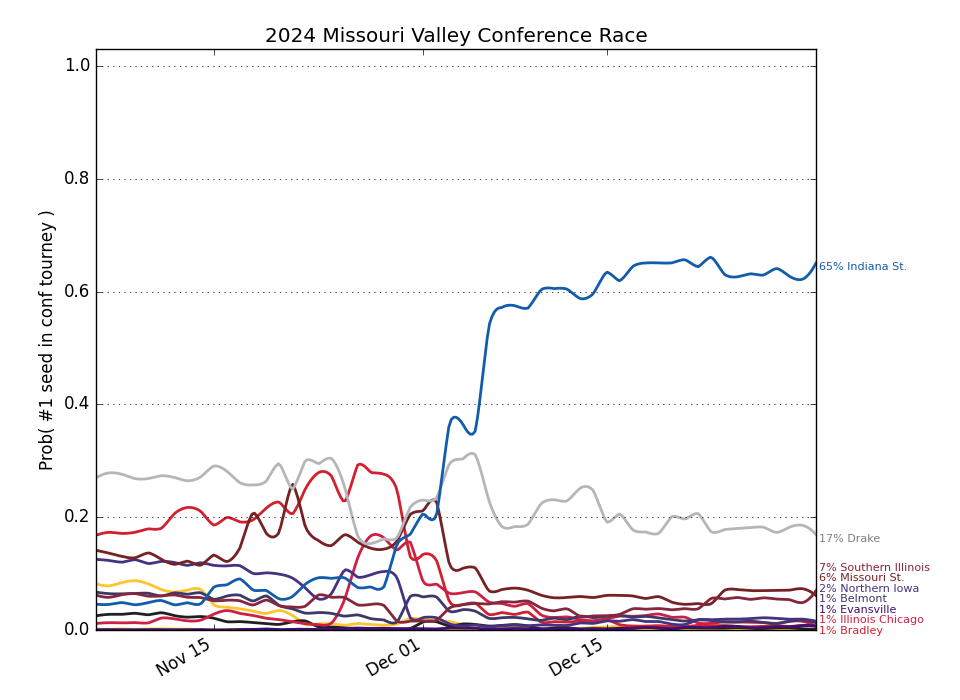 2024 Missouri Valley Conference Race
Prob( #1 seed in conf tourney )
1.0
0.8
0.6
0.4
0.2
0.0
Nov 15
Dec 01
Dec 15
65% Indiana St.
17% Drake
7% Southern Illinois
6% Missouri St.
2% Northern Iowa
1% Belmont
1% Evansville
1% Illinois Chicago
1% Bradley